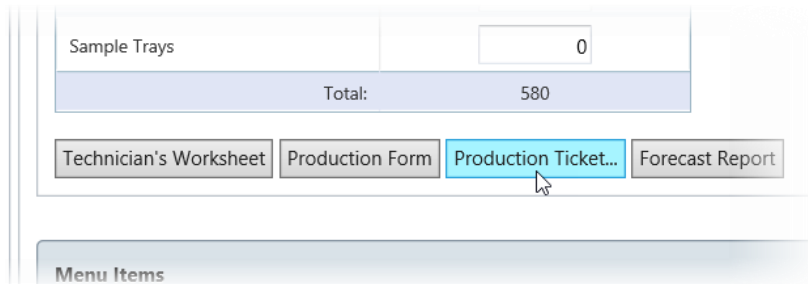 Sample Trays 0
Total: 580
Technician's Worksheet Production Form Production Ticket... Forecast Report
Menu Items